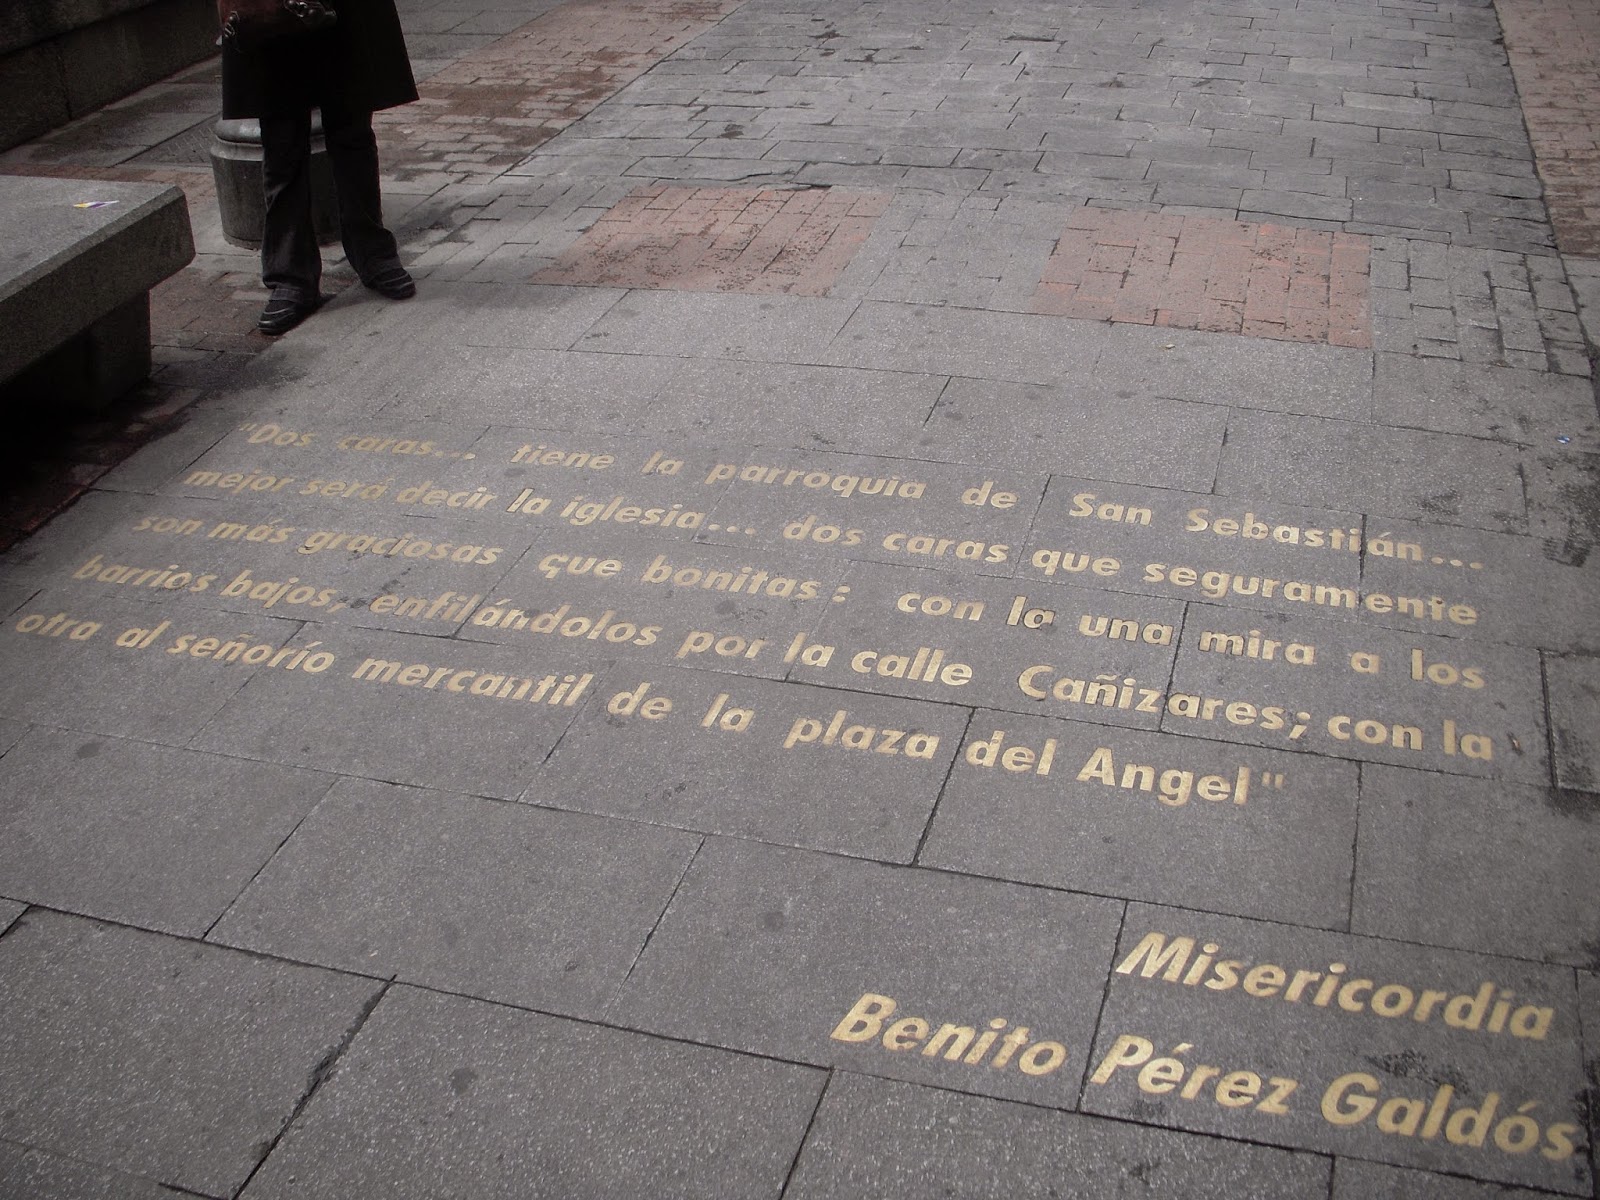 "Dos caras... tiene la parroquia de San Sebastián...
mejor será decir la iglesia... dos caras que seguramente
son más graciosas que bonitas: con la una mira a los
barrios bajos, enfilándolos por la calle Cañizares; con la
otra al señorío mercantil de la plaza del Angel"
Misericordia
Benito Pérez Galdós